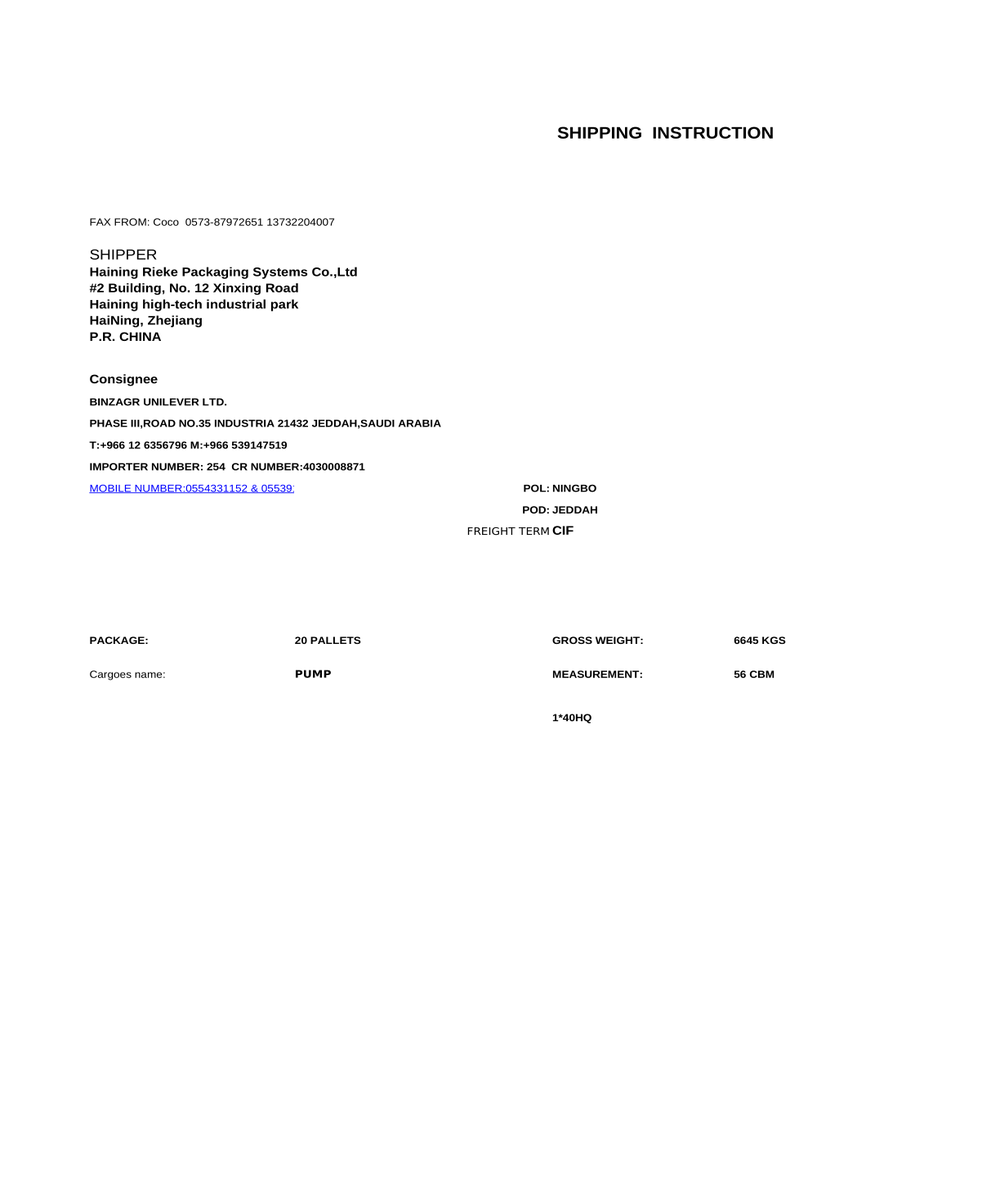 SHIPPING  INSTRUCTION
FAX FROM: Coco  0573-87972651 13732204007
SHIPPER
Haining Rieke Packaging Systems Co.,Ltd
#2 Building, No. 12 Xinxing Road
Haining high-tech industrial park
HaiNing, Zhejiang
P.R. CHINA
Consignee
BINZAGR UNILEVER LTD.
PHASE III,ROAD NO.35 INDUSTRIA 21432 JEDDAH,SAUDI ARABIA
T:+966 12 6356796 M:+966 539147519
IMPORTER NUMBER: 254  CR NUMBER:4030008871
MOBILE NUMBER:0554331152 & 05539 POL: NINGBO
POD: JEDDAH
FREIGHT TERM CIF
PACKAGE: 20 PALLETS GROSS WEIGHT: 6645 KGS
Cargoes name: PUMP MEASUREMENT: 56 CBM
1*40HQ